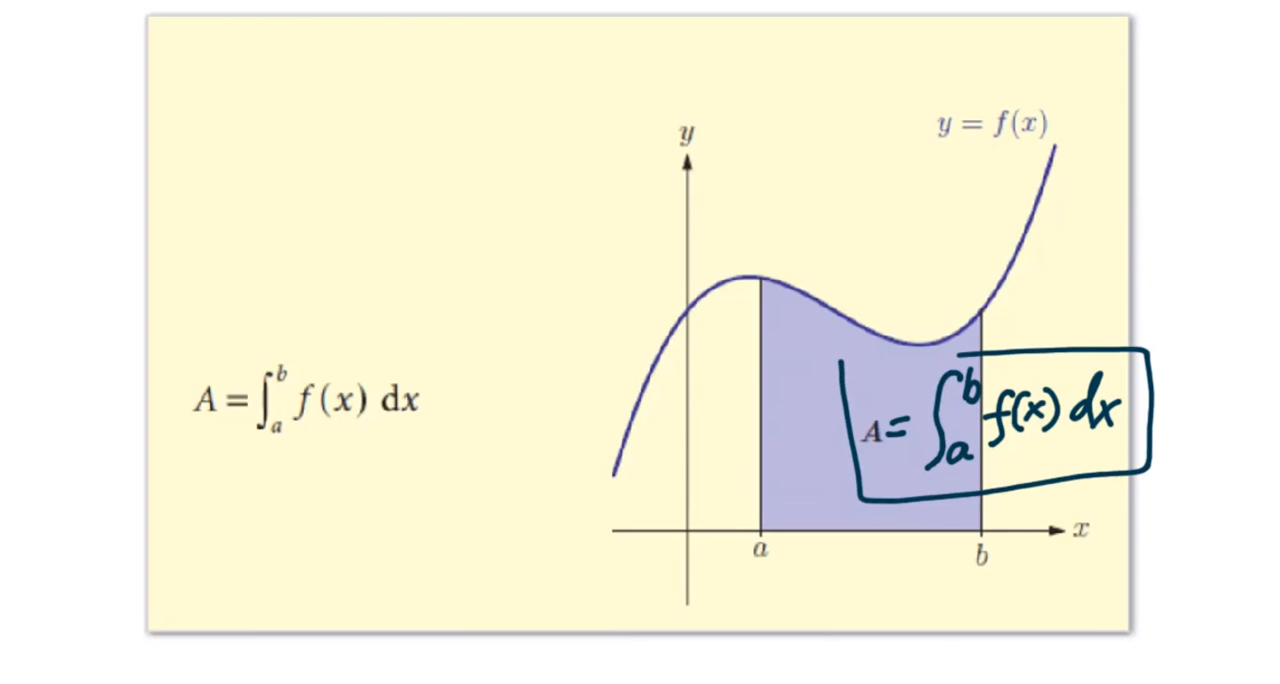 y = f(x)
y
A = ∫_a^b f(x) dx
A = ∫_a^b f(x) dx
x
a
b